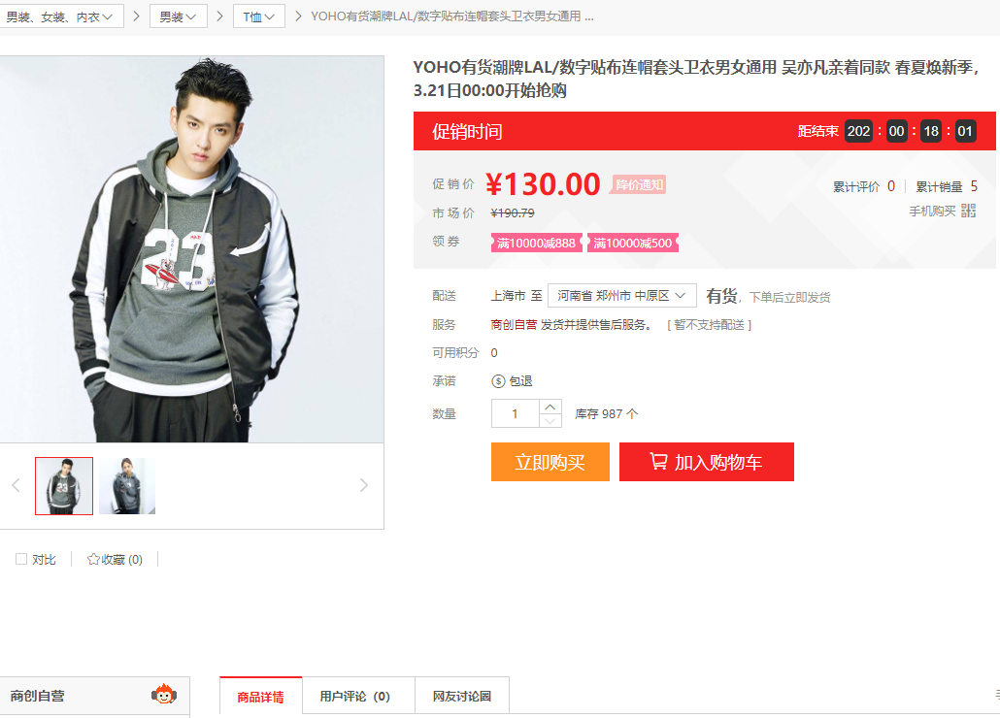 男装、女装、内衣 > 男装 > T恤 > YOHO有货潮牌LAL/数字贴布连帽套头卫衣男女通用 ...
YOHO有货潮牌LAL/数字贴布连帽套头卫衣男女通用 吴亦凡亲着同款 春夏焕新季，
3.21日00:00开始抢购
促销时间 距结束 202 : 00 : 18 : 01
促销价 ¥130.00 降价通知 累计评价 0 累计销量 5
市场价 ¥190.79 手机购买
领券 满10000减888 满10000减500
配送 上海市 至 河南省 郑州市 中原区 有货，下单后立即发货
服务 商创自营 发货并提供售后服务。 [ 暂不支持配送 ]
可用积分 0
承诺 包退
数量 1 库存 987 个
立即购买 加入购物车
23
23
对比 收藏 (0)
商创自营 商品详情 用户评论（0） 网友讨论圈